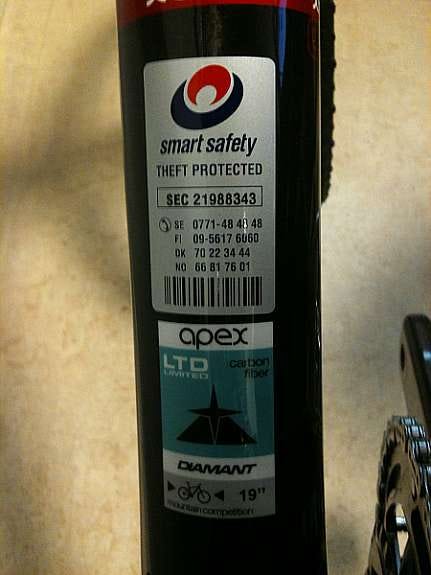 smart safety
THEFT PROTECTED
SEC 21988343
SE 0771-48 48 48
FI 09-5617 6060
DK 70 22 34 44
NO 66 81 76 01
apex
LTD carbon
LIMITED fiber
DIAMANT
19"
mountain competition